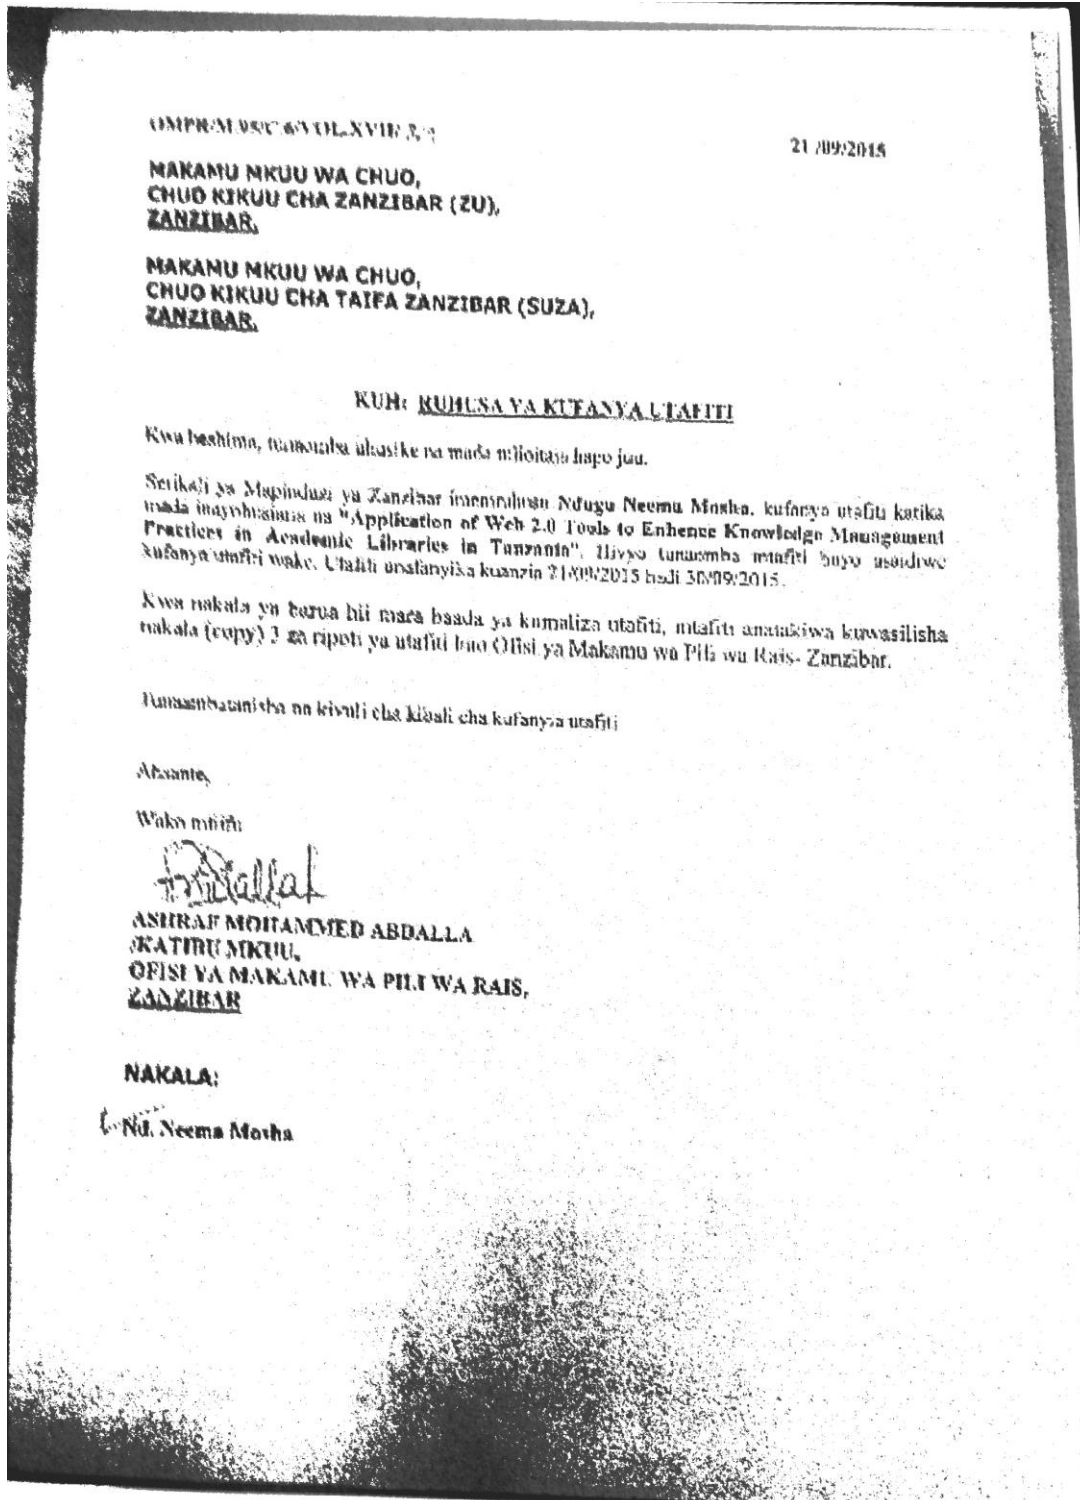 21/09/2015
MAKAMU MKUU WA CHUO,
CHUO KIKUU CHA ZANZIBAR (ZU),
ZANZIBAR.
MAKAMU MKUU WA CHUO,
CHUO KIKUU CHA TAIFA ZANZIBAR (SUZA),
ZANZIBAR.
KUH: RUHUSA YA KUFANYA UTAFITI
Kwa heshima, tunaomba uhusike na mada iliotajwa hapo juu.
Serikali ya Mapinduzi ya Zanzibar imemruhusu Ndugu Neema Mosha, kufanya utafiti katika
mada inayohusiana na "Application of Web 2.0 Tools to Enhence Knowledge Management
Practices in Academic Libraries in Tanzania". Hivyo tunaomba mtafiti huyo asaidiwe
kufanya utafiti wake. Utafiti unafanyika kuanzia 21/09/2015 hadi 30/09/2015.
Kwa nakala ya barua hii mara baada ya kumaliza utafiti, mtafiti anatakiwa kuwasilisha
nakala (copy) 3 za ripoti ya utafiti huo Ofisi ya Makamu wa Pili wa Rais- Zanzibar.
Tunaambatanisha na kivuli cha kibali cha kufanyia utafiti
Ahsante,
Wako mtiifu
ASHRAF MOHAMMED ABDALLA
/KATIBU MKUU,
OFISI YA MAKAMU WA PILI WA RAIS,
ZANZIBAR
NAKALA:
Nd. Neema Mosha